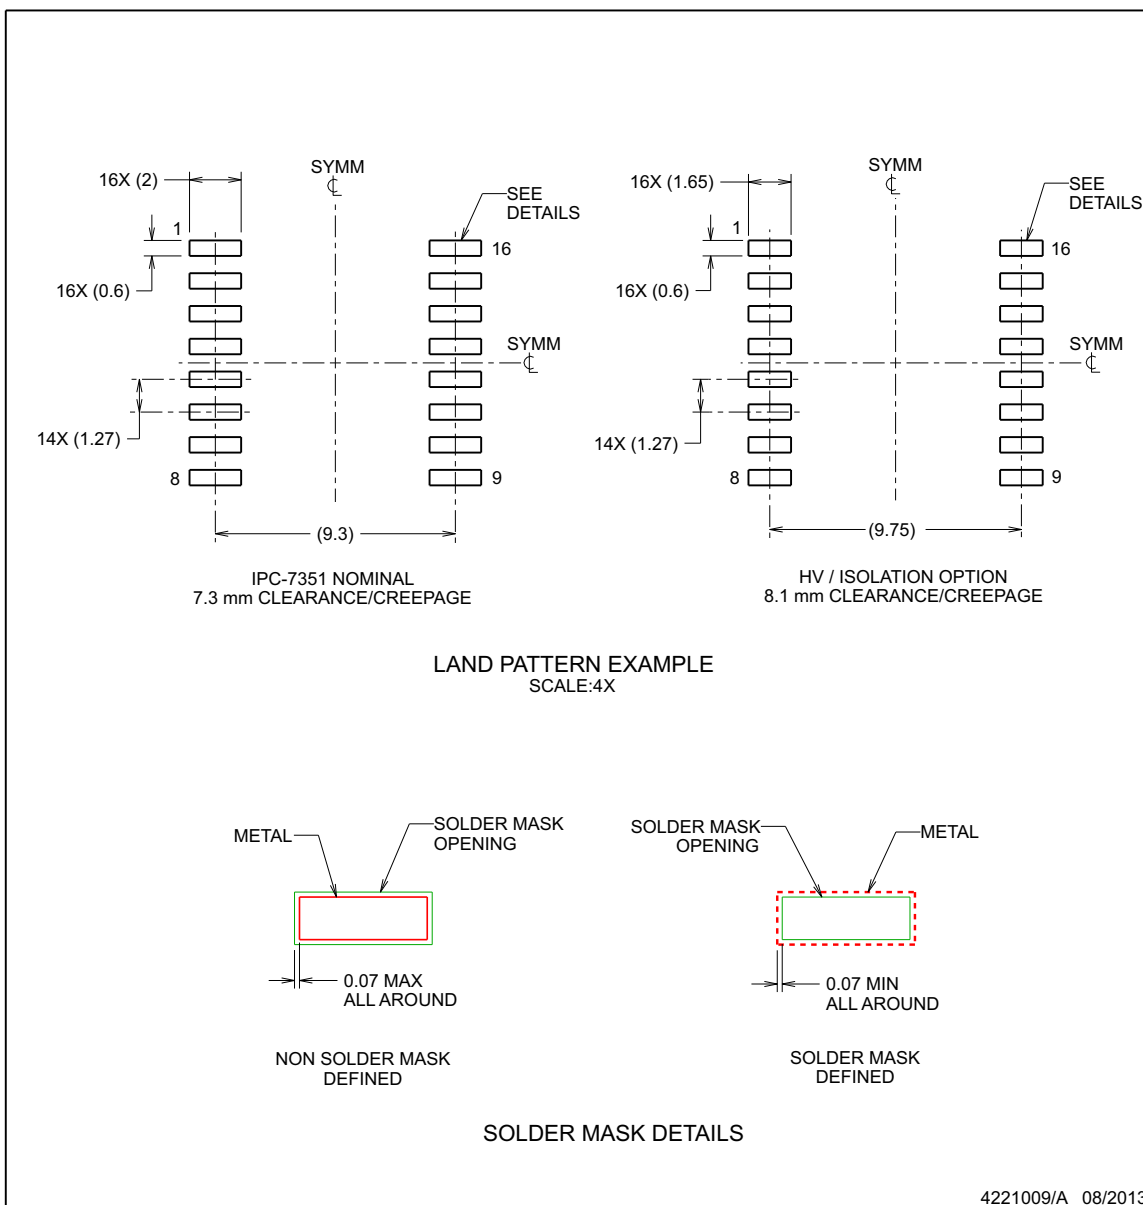 16X (2)
SYMM
℄
SEE
DETAILS
1
16
16X (0.6)
SYMM
℄
14X (1.27)
8
9
(9.3)
IPC-7351 NOMINAL
7.3 mm CLEARANCE/CREEPAGE
16X (1.65)
SYMM
℄
SEE
DETAILS
1
16
16X (0.6)
SYMM
℄
14X (1.27)
8
9
(9.75)
HV / ISOLATION OPTION
8.1 mm CLEARANCE/CREEPAGE
LAND PATTERN EXAMPLE
SCALE:4X
METAL
SOLDER MASK
OPENING
0.07 MAX
ALL AROUND
NON SOLDER MASK
DEFINED
SOLDER MASK
OPENING
METAL
0.07 MIN
ALL AROUND
SOLDER MASK
DEFINED
SOLDER MASK DETAILS
4221009/A 08/2013